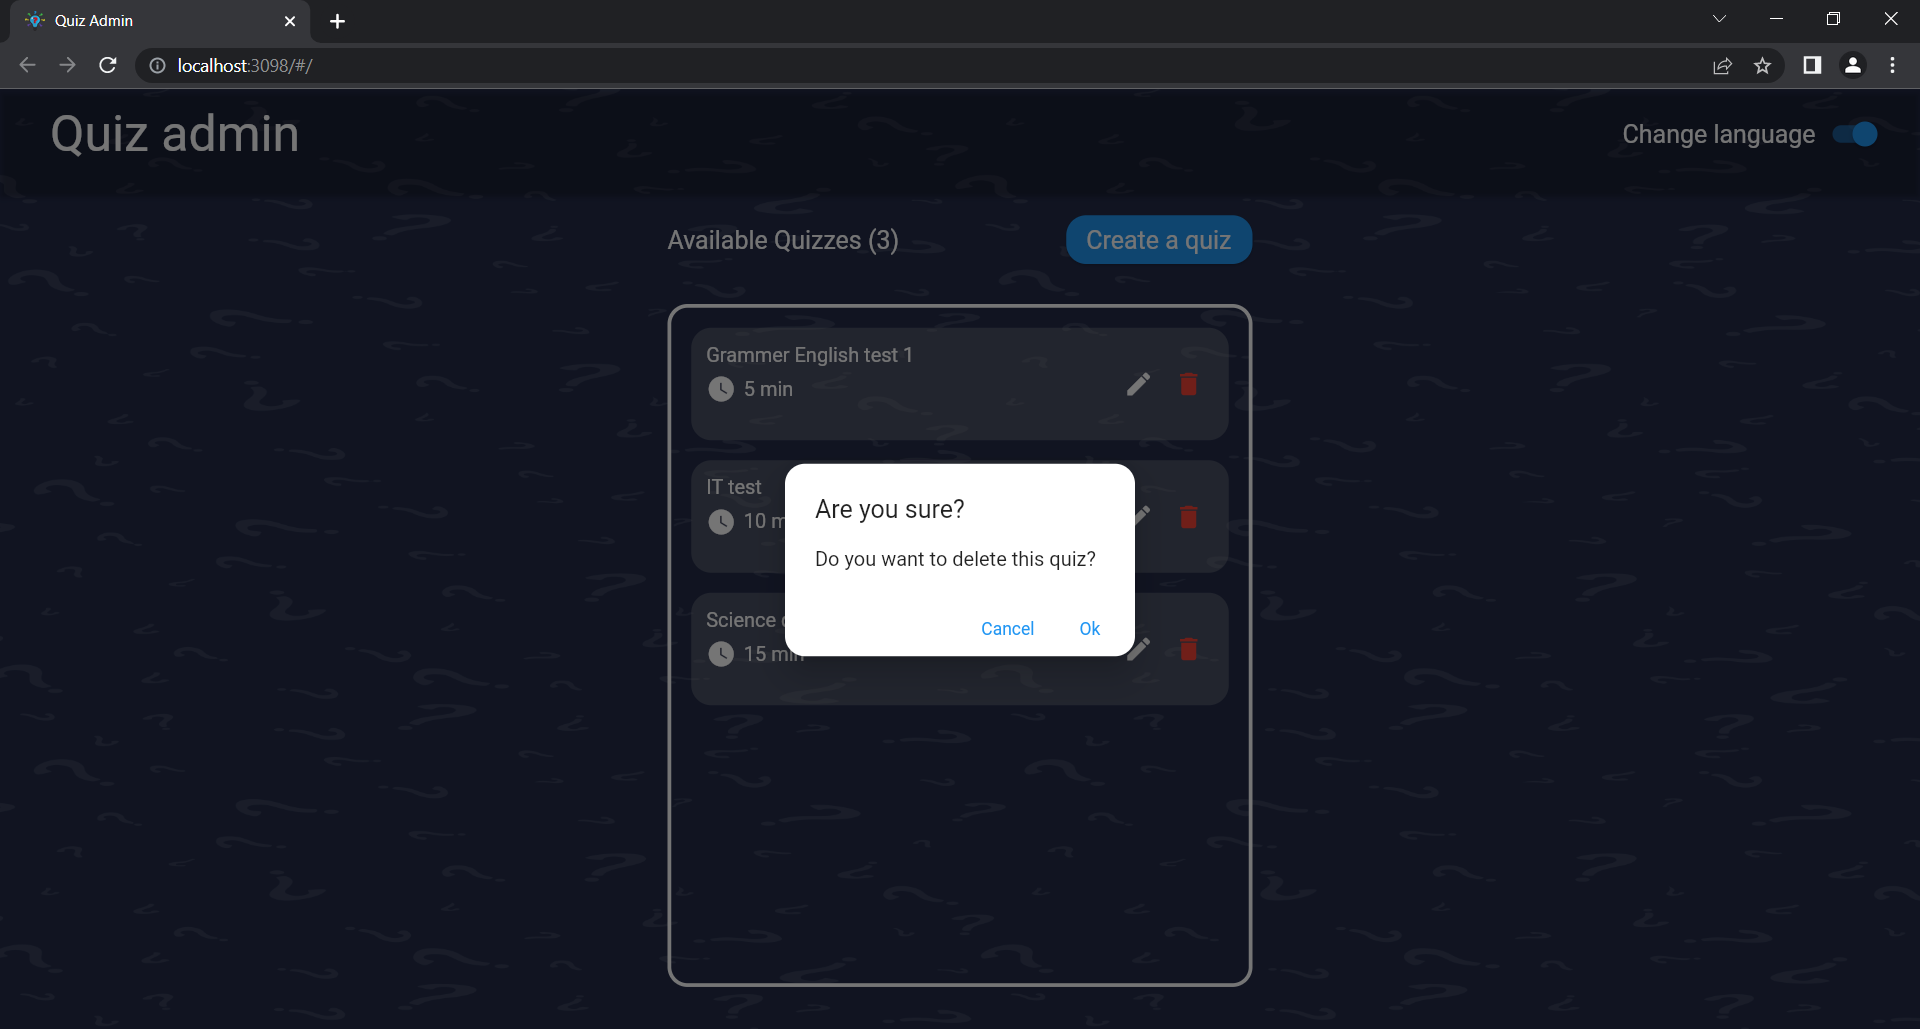 Quiz Admin
localhost:3098/#/
Quiz admin
Change language
Available Quizzes (3)
Create a quiz
Grammer English test 1
5 min
IT test
10 m
Are you sure?
Do you want to delete this quiz?
Cancel
Ok
Science
15 min